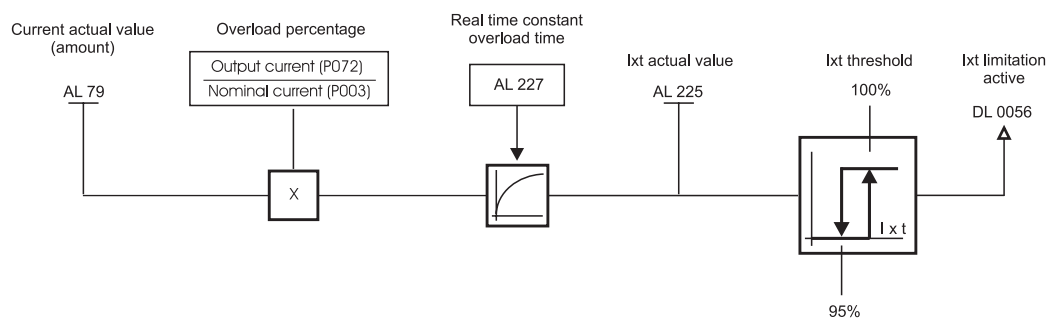 Current actual value
(amount)
AL 79
Overload percentage
Output current (P072)
Nominal current (P003)
X
Real time constant
overload time
AL 227
Ixt actual value
AL 225
Ixt threshold
100%
I x t
95%
Ixt limitation
active
DL 0056